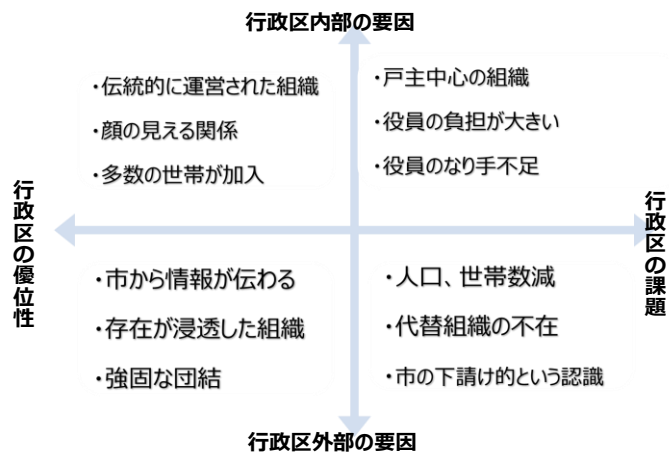 行政区内部の要因
・伝統的に運営された組織
・顔の見える関係
・多数の世帯が加入
・戸主中心の組織
・役員の負担が大きい
・役員のなり手不足
行政区の優位性
行政区の課題
・市から情報が伝わる
・存在が浸透した組織
・強固な団結
・人口、世帯数減
・代替組織の不在
・市の下請け的という認識
行政区外部の要因